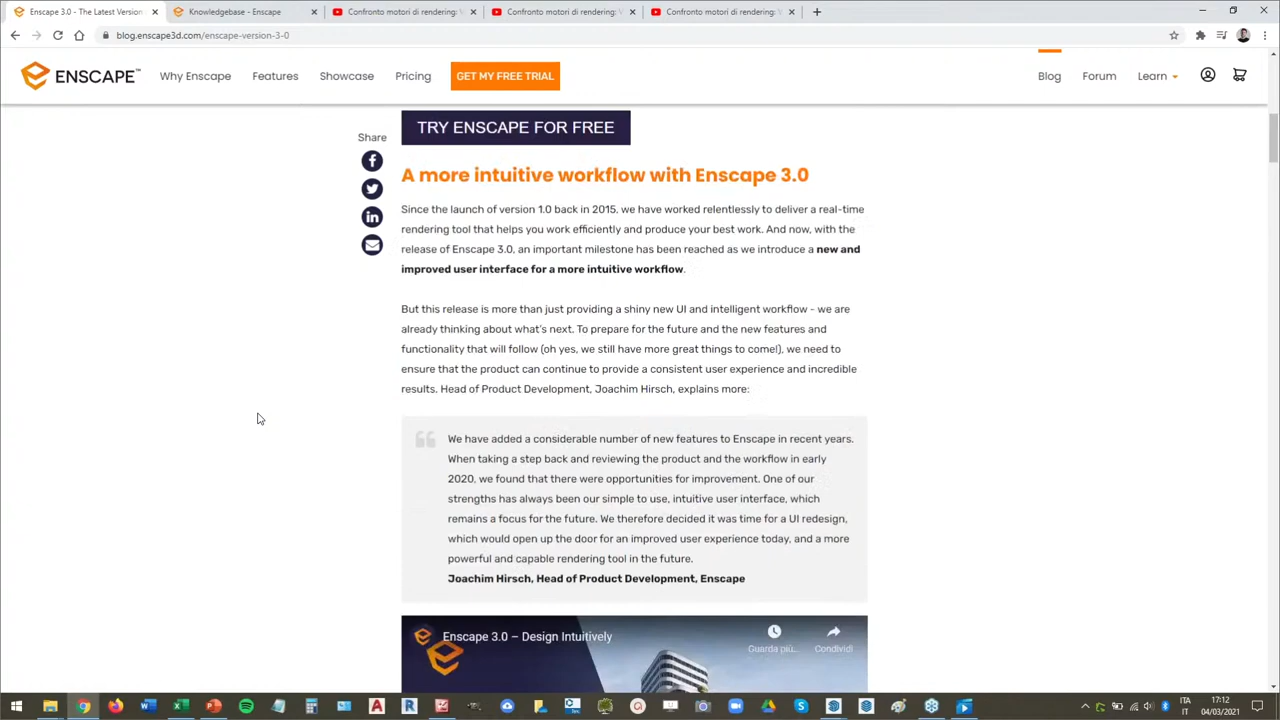 Enscape 3.0 - The Latest Version
Knowledgebase - Enscape
Confronto motori di rendering: V
Confronto motori di rendering: V
Confronto motori di rendering: V
blog.enscape3d.com/enscape-version-3-0
ENSCAPE™
Why Enscape
Features
Showcase
Pricing
GET MY FREE TRIAL
Blog
Forum
Learn
Share
TRY ENSCAPE FOR FREE
A more intuitive workflow with Enscape 3.0
Since the launch of version 1.0 back in 2015, we have worked relentlessly to deliver a real-time
rendering tool that helps you work efficiently and produce your best work. And now, with the
release of Enscape 3.0, an important milestone has been reached as we introduce a new and
improved user interface for a more intuitive workflow.
But this release is more than just providing a shiny new UI and intelligent workflow - we are
already thinking about what's next. To prepare for the future and the new features and
functionality that will follow (oh yes, we still have more great things to come!), we need to
ensure that the product can continue to provide a consistent user experience and incredible
results. Head of Product Development, Joachim Hirsch, explains more:
We have added a considerable number of new features to Enscape in recent years.
When taking a step back and reviewing the product and the workflow in early
2020, we found that there were opportunities for improvement. One of our
strengths has always been our simple to use, intuitive user interface, which
remains a focus for the future. We therefore decided it was time for a UI redesign,
which would open up the door for an improved user experience today, and a more
powerful and capable rendering tool in the future.
Joachim Hirsch, Head of Product Development, Enscape
Enscape 3.0 – Design Intuitively
Guarda più...
Condividi
ITA
IT
17:12
04/03/2021